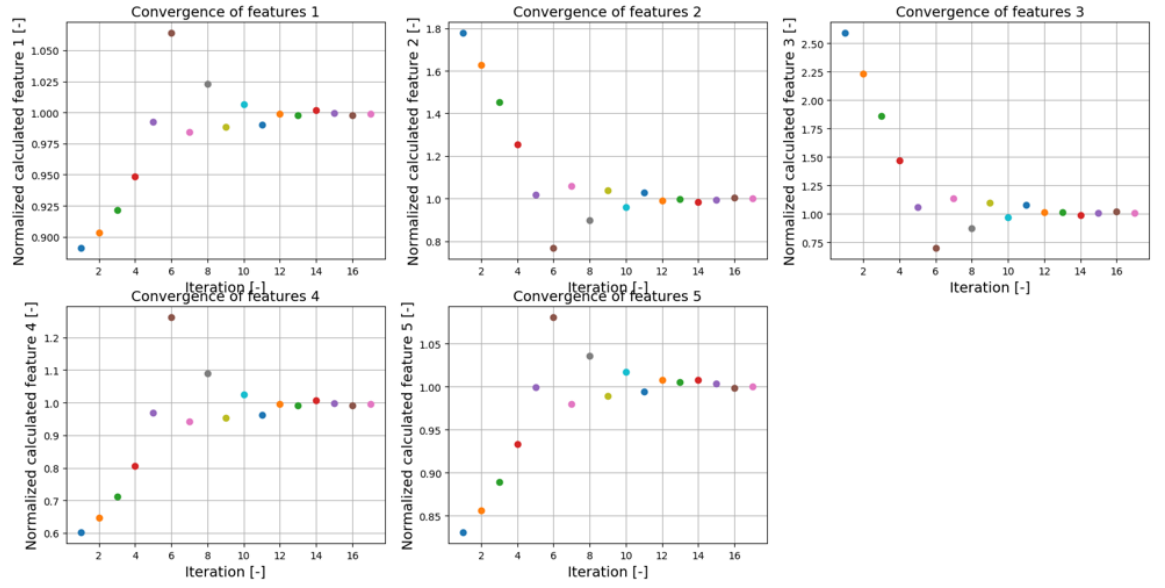 Convergence of features 1
Normalized calculated feature 1 [-]
1.050
1.025
1.000
0.975
0.950
0.925
0.900
2 4 6 8 10 12 14 16
Iteration [-]
Convergence of features 2
Normalized calculated feature 2 [-]
1.8
1.6
1.4
1.2
1.0
0.8
2 4 6 8 10 12 14 16
Iteration [-]
Convergence of features 3
Normalized calculated feature 3 [-]
2.50
2.25
2.00
1.75
1.50
1.25
1.00
0.75
2 4 6 8 10 12 14 16
Iteration [-]
Convergence of features 4
Normalized calculated feature 4 [-]
1.2
1.1
1.0
0.9
0.8
0.7
0.6
2 4 6 8 10 12 14 16
Iteration [-]
Convergence of features 5
Normalized calculated feature 5 [-]
1.05
1.00
0.95
0.90
0.85
2 4 6 8 10 12 14 16
Iteration [-]